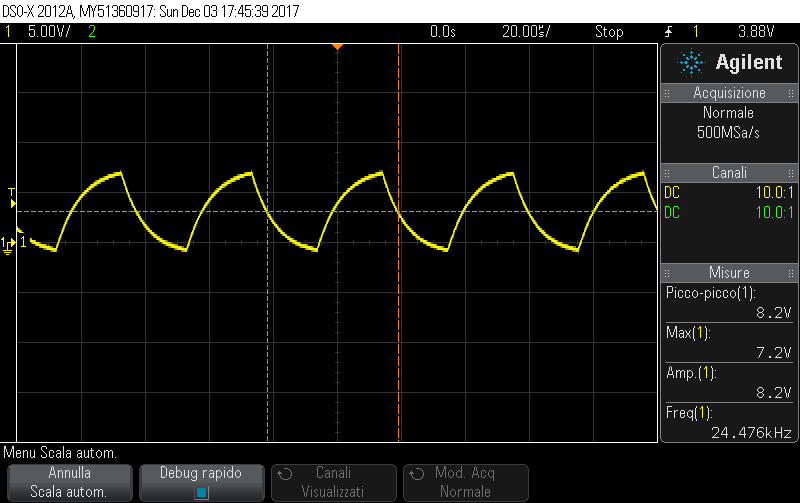 DSO-X 2012A, MY51360917: Sun Dec 03 17:45:39 2017
1 5.00V/ 2 0.0s 20.00µs/ Stop 1 3.88V
Agilent
Acquisizione
Normale
500MSa/s
Canali
DC 10.0:1
DC 10.0:1
T
1 1
Misure
Picco-picco(1):
8.2V
Max(1):
7.2V
Amp.(1):
8.2V
Freq(1):
24.476kHz
Menu Scala autom.
Annulla
Scala autom.
Debug rapido
Canali
Visualizzati
Mod. Acq
Normale